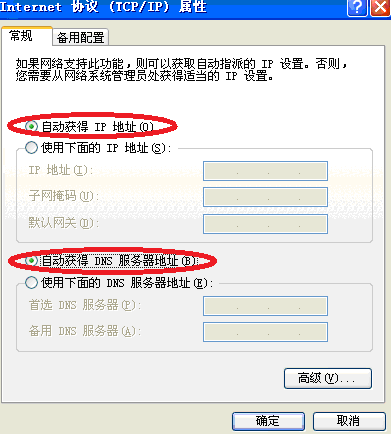 Internet 协议 (TCP/IP) 属性
常规 备用配置
如果网络支持此功能，则可以获取自动指派的 IP 设置。否则，
您需要从网络系统管理员处获得适当的 IP 设置。
自动获得 IP 地址(O)
使用下面的 IP 地址(S):
IP 地址(I):
子网掩码(U):
默认网关(D):
自动获得 DNS 服务器地址(B)
使用下面的 DNS 服务器地址(E):
首选 DNS 服务器(P):
备用 DNS 服务器(A):
高级(V)...
确定 取消